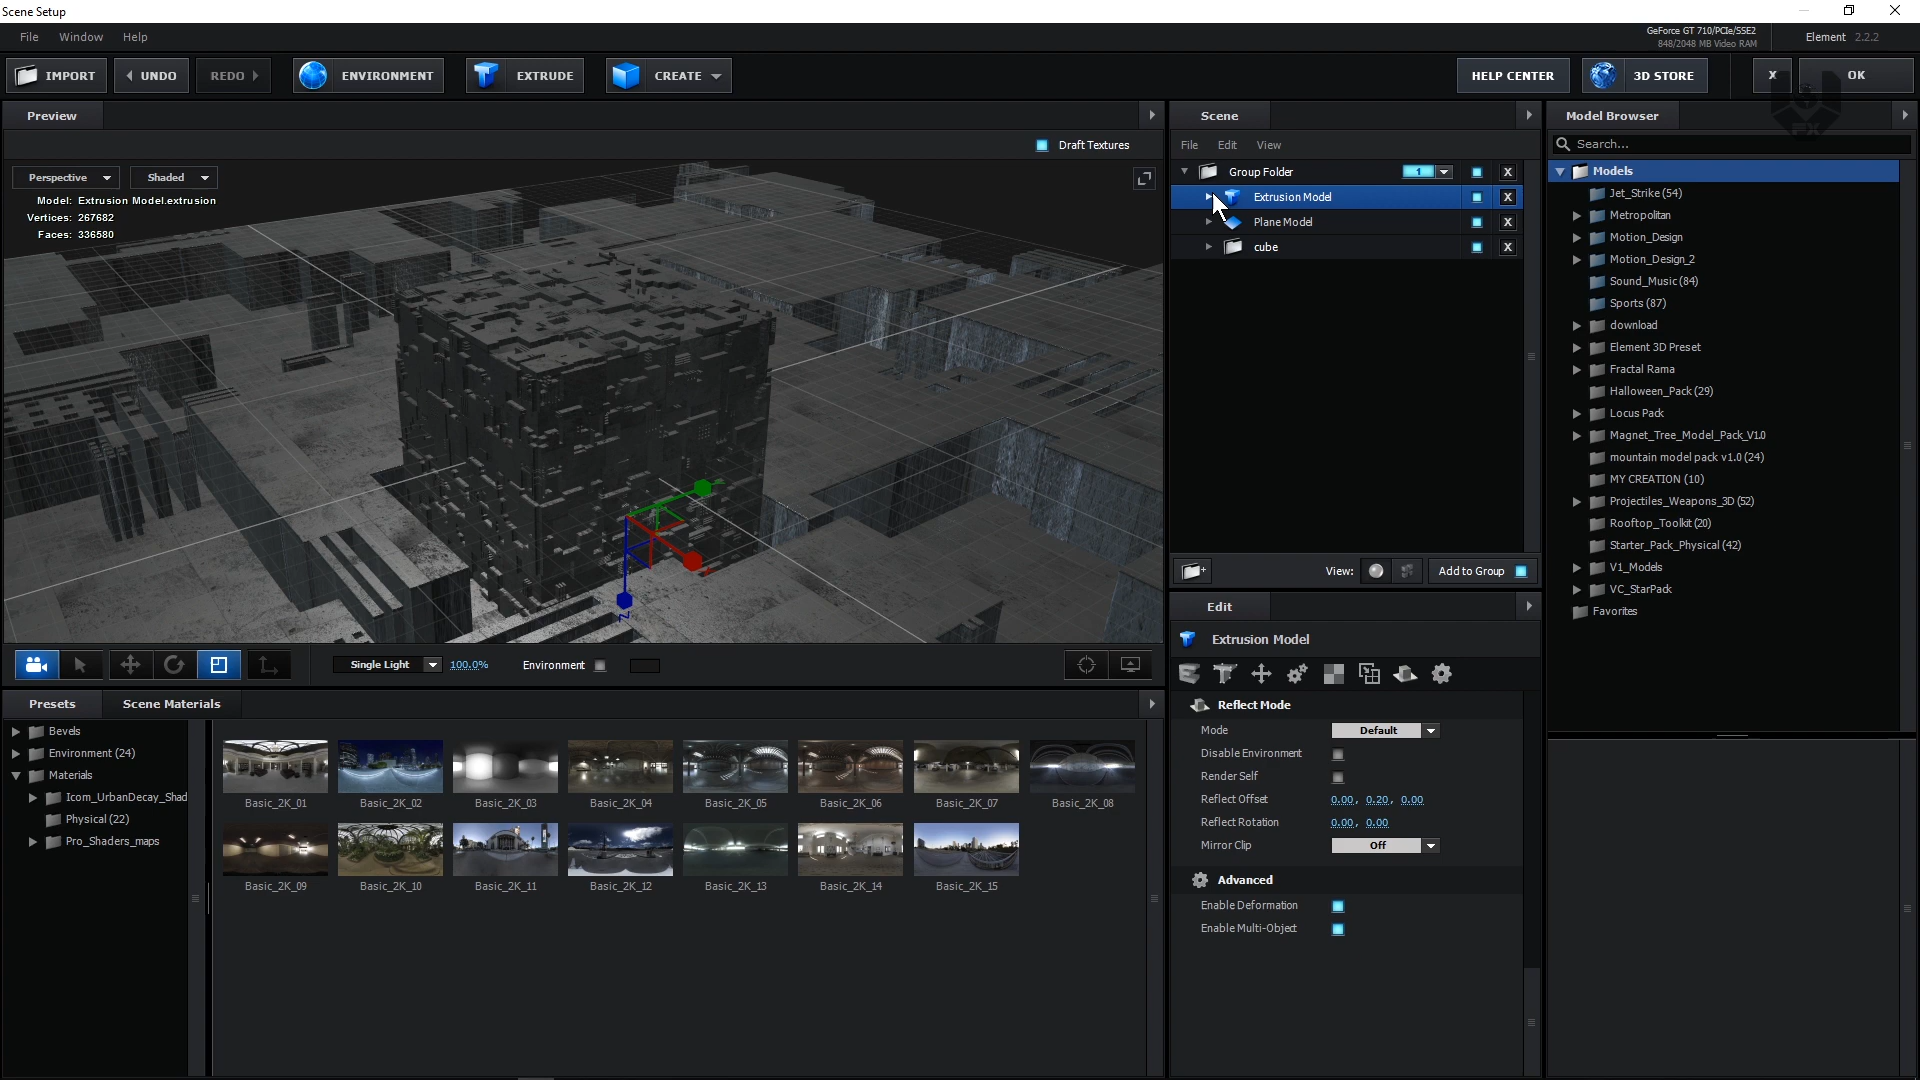 Scene Setup
File Window Help
GeForce GT 710/PCIe/SSE2
848/2048 MB Video RAM
Element 2.2.2
IMPORT UNDO REDO ENVIRONMENT EXTRUDE CREATE HELP CENTER 3D STORE X OK
Preview
Draft Textures
Perspective Shaded
Model: Extrusion Model.extrusion
Vertices: 267682
Faces: 336580
Single Light 100.0% Environment
Scene
File Edit View
Group Folder 1 X
Extrusion Model X
Plane Model X
cube X
View: Add to Group
Edit
Extrusion Model
Reflect Mode
Mode Default
Disable Environment
Render Self
Reflect Offset 0.00, 0.20, 0.00
Reflect Rotation 0.00, 0.00
Mirror Clip Off
Advanced
Enable Deformation
Enable Multi-Object
Model Browser
Search...
Models
Jet_Strike (54)
Metropolitan
Motion_Design
Motion_Design_2
Sound_Music (84)
Sports (87)
download
Element 3D Preset
Fractal Rama
Halloween_Pack (29)
Locus Pack
Magnet_Tree_Model_Pack_V1.0
mountain model pack v1.0 (24)
MY CREATION (10)
Projectiles_Weapons_3D (52)
Rooftop_Toolkit (20)
Starter_Pack_Physical (42)
V1_Models
VC_StarPack
Favorites
Presets Scene Materials
Bevels
Environment (24)
Materials
Icom_UrbanDecay_Shad
Physical (22)
Pro_Shaders_maps
Basic_2K_01 Basic_2K_02 Basic_2K_03 Basic_2K_04 Basic_2K_05 Basic_2K_06 Basic_2K_07 Basic_2K_08
Basic_2K_09 Basic_2K_10 Basic_2K_11 Basic_2K_12 Basic_2K_13 Basic_2K_14 Basic_2K_15